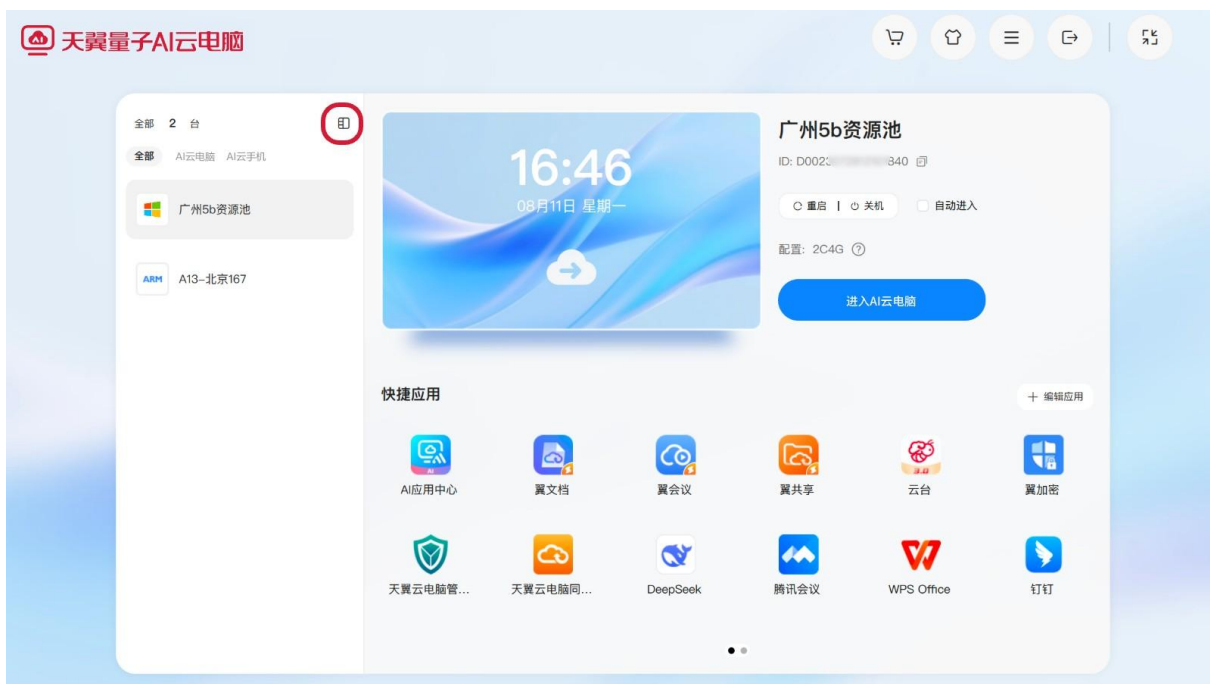 天翼量子AI云电脑
全部 2 台
全部 AI云电脑 AI云手机
广州5b资源池
ARM A13-北京167
16:46
08月11日 星期一
广州5b资源池
ID: D0023 840
重启 | 关机 自动进入
配置: 2C4G
进入AI云电脑
快捷应用
+ 编辑应用
AI应用中心 翼文档 翼会议 翼共享 云台 翼加密
天翼云电脑管... 天翼云电脑同... DeepSeek 腾讯会议 WPS Office 钉钉